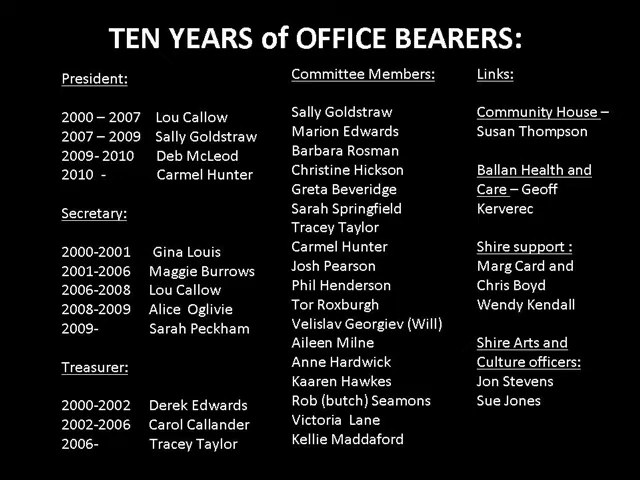 TEN YEARS of OFFICE BEARERS:
President:
2000 – 2007 Lou Callow
2007 – 2009 Sally Goldstraw
2009- 2010 Deb McLeod
2010 - Carmel Hunter
Secretary:
2000-2001 Gina Louis
2001-2006 Maggie Burrows
2006-2008 Lou Callow
2008-2009 Alice Oglivie
2009- Sarah Peckham
Treasurer:
2000-2002 Derek Edwards
2002-2006 Carol Callander
2006- Tracey Taylor
Committee Members:
Sally Goldstraw
Marion Edwards
Barbara Rosman
Christine Hickson
Greta Beveridge
Sarah Springfield
Tracey Taylor
Carmel Hunter
Josh Pearson
Phil Henderson
Tor Roxburgh
Velislav Georgiev (Will)
Aileen Milne
Anne Hardwick
Kaaren Hawkes
Rob (butch) Seamons
Victoria Lane
Kellie Maddaford
Links:
Community House –
Susan Thompson
Ballan Health and
Care – Geoff
Kerverec
Shire support :
Marg Card and
Chris Boyd
Wendy Kendall
Shire Arts and
Culture officers:
Jon Stevens
Sue Jones